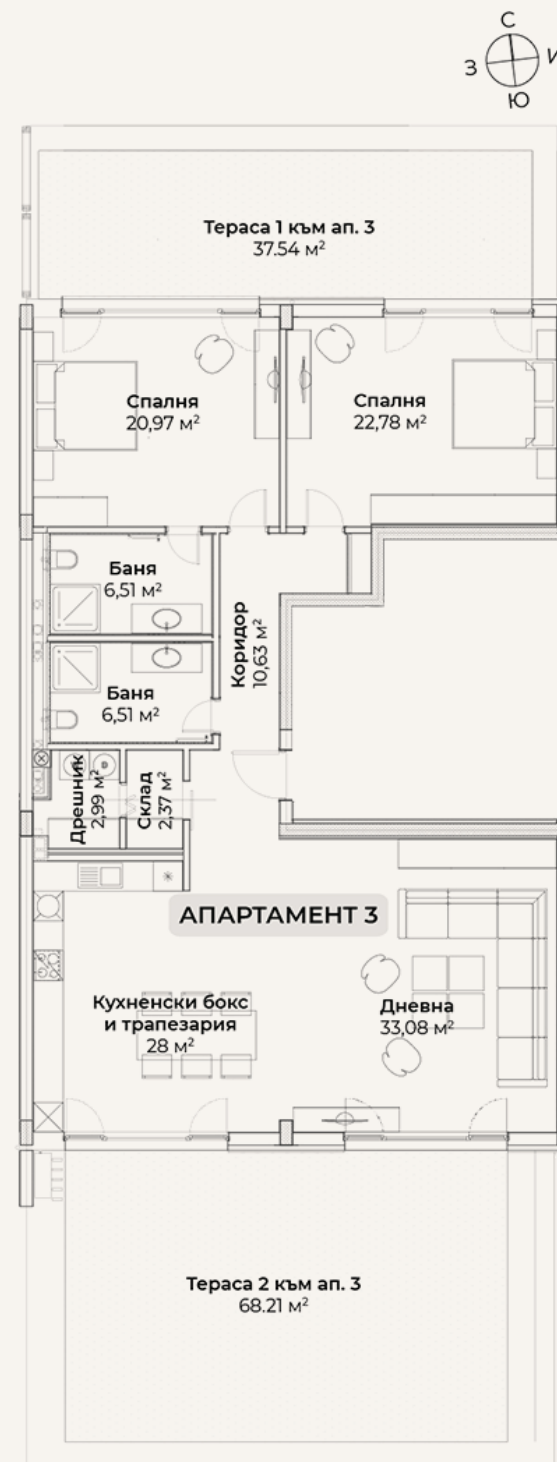 С
З
И
Ю
Тераса 1 към ап. 3
37.54 м²
Спалня
20,97 м²
Спалня
22,78 м²
Баня
6,51 м²
Коридор
10,63 м²
Баня
6,51 м²
Дрешник
2,99 м²
Склад
2,37 м²
АПАРТАМЕНТ 3
Кухненски бокс
и трапезария
28 м²
Дневна
33,08 м²
Тераса 2 към ап. 3
68.21 м²